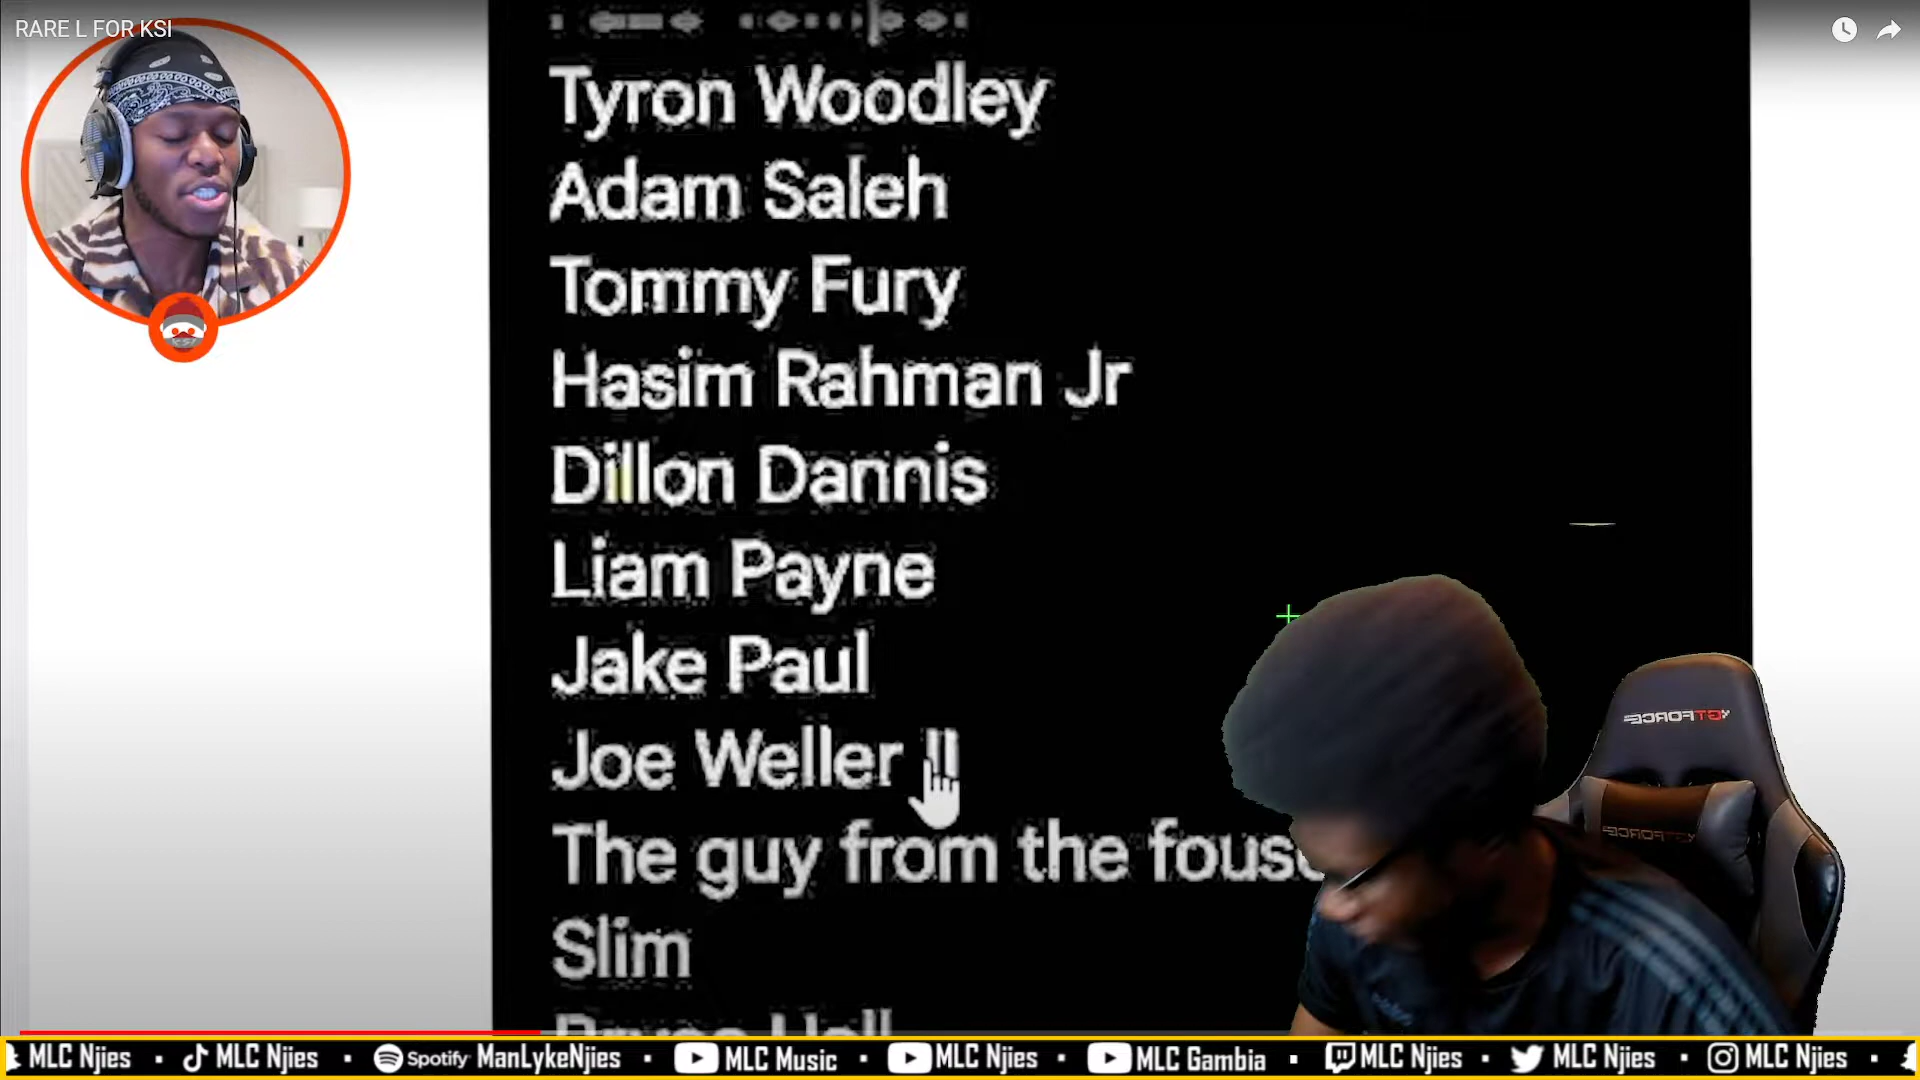 RARE L FOR KSI
Tyron Woodley
Adam Saleh
Tommy Fury
Hasim Rahman Jr
Dillon Dannis
Liam Payne
Jake Paul
Joe Weller II
The guy from the
Slim
GTFORCE
MLC Njies · MLC Njies · Spotify ManLykeNjies · MLC Music · MLC Njies · MLC Gambia · MLC Njies · MLC Njies · MLC Njies ·